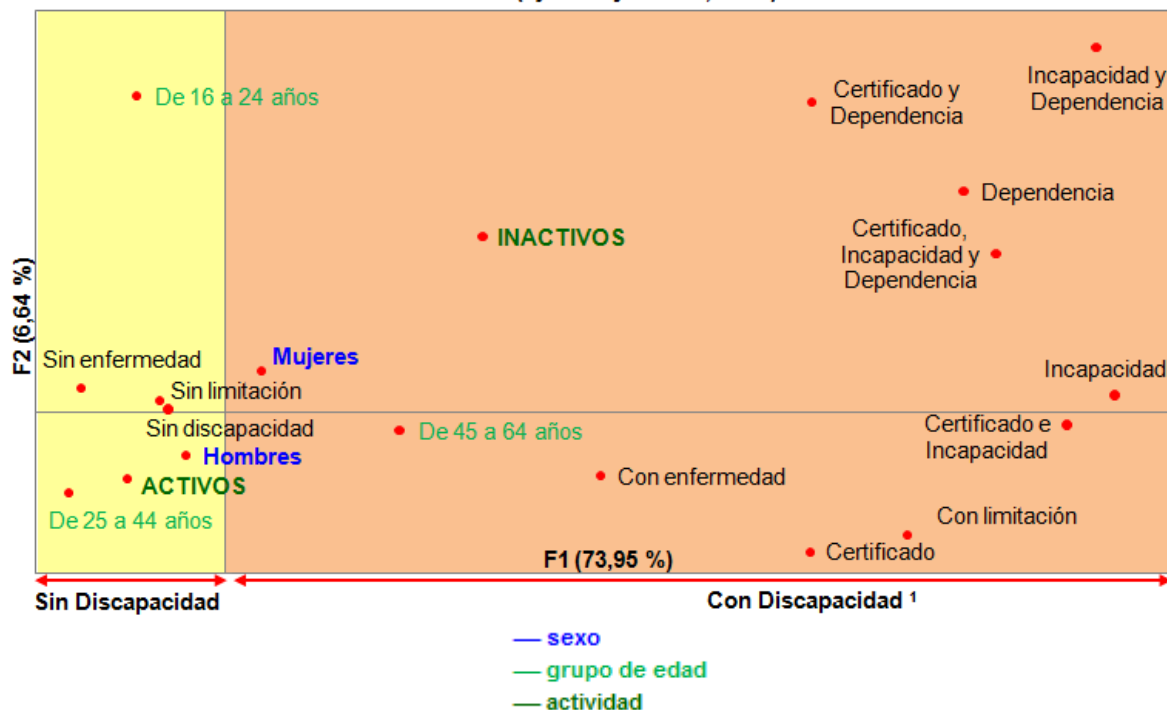 De 16 a 24 años
Certificado y
Dependencia
Incapacidad y
Dependencia
Dependencia
INACTIVOS
Certificado,
Incapacidad y
Dependencia
F2 (6,64 %)
Sin enfermedad
Mujeres
Sin limitación
Incapacidad
Sin discapacidad
De 45 a 64 años
Certificado e
Incapacidad
Hombres
Con enfermedad
ACTIVOS
De 25 a 44 años
Con limitación
Certificado
F1 (73,95 %)
Sin Discapacidad
Con Discapacidad ¹
sexo
grupo de edad
actividad